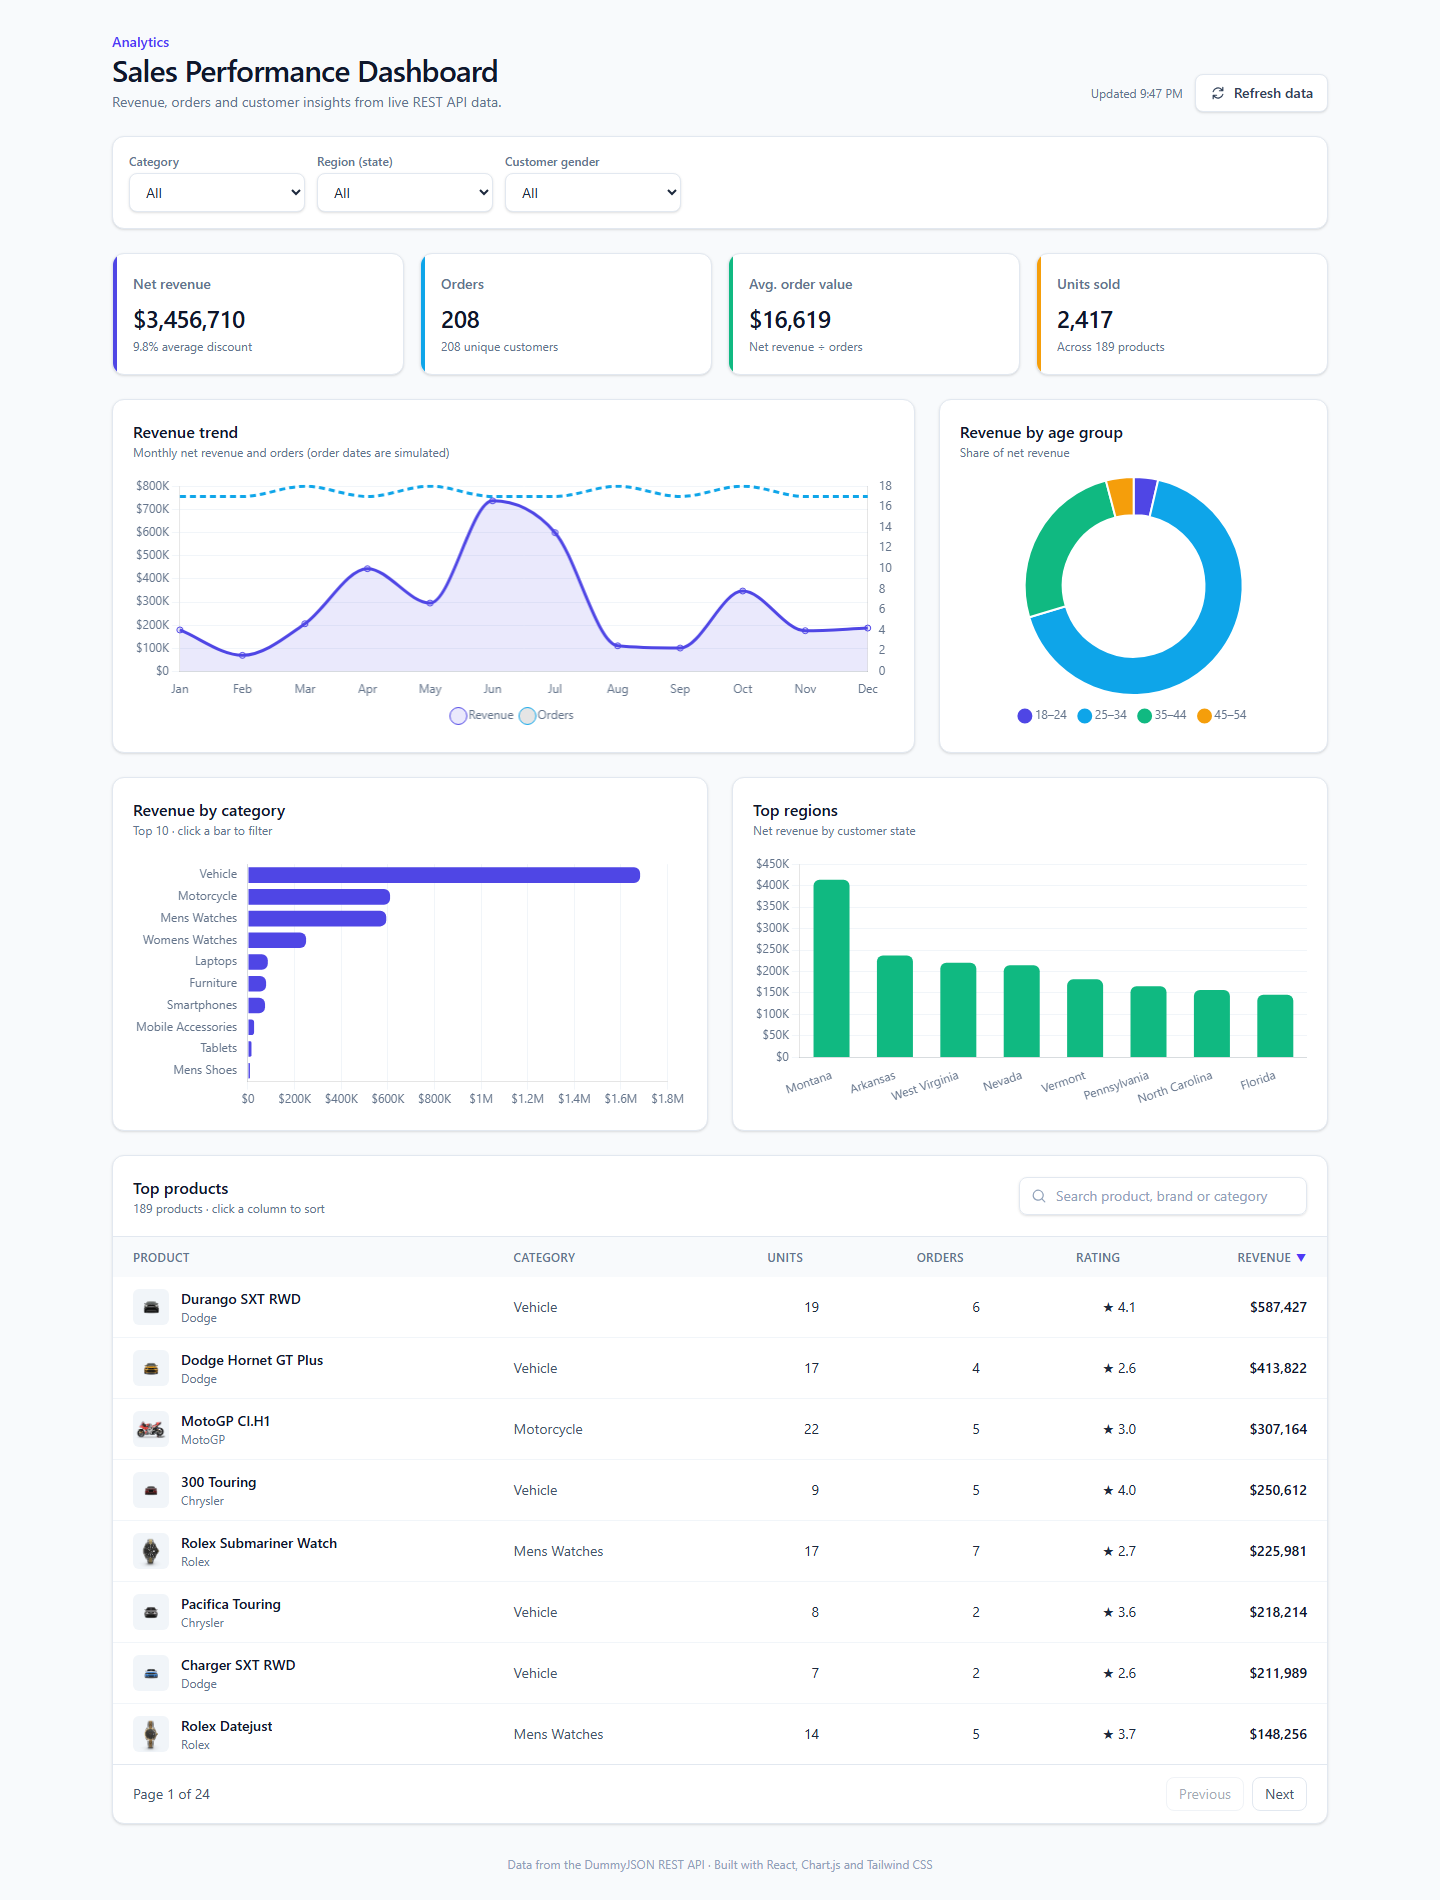 Analytics
Sales Performance Dashboard
Revenue, orders and customer insights from live REST API data.
Updated 9:47 PM
Refresh data
Category
Region (state)
Customer gender
All
All
All
Net revenue
$3,456,710
9.8% average discount
Orders
208
208 unique customers
Avg. order value
$16,619
Net revenue ÷ orders
Units sold
2,417
Across 189 products
Revenue trend
Monthly net revenue and orders (order dates are simulated)
$800K
$700K
$600K
$500K
$400K
$300K
$200K
$100K
$0
18
16
14
12
10
8
6
4
2
0
Jan Feb Mar Apr May Jun Jul Aug Sep Oct Nov Dec
Revenue Orders
Revenue by age group
Share of net revenue
18–24 25–34 35–44 45–54
Revenue by category
Top 10 · click a bar to filter
Vehicle
Motorcycle
Mens Watches
Womens Watches
Laptops
Furniture
Smartphones
Mobile Accessories
Tablets
Mens Shoes
$0 $200K $400K $600K $800K $1M $1.2M $1.4M $1.6M $1.8M
Top regions
Net revenue by customer state
$450K
$400K
$350K
$300K
$250K
$200K
$150K
$100K
$50K
$0
Montana Arkansas West Virginia Nevada Vermont Pennsylvania North Carolina Florida
Top products
189 products · click a column to sort
Search product, brand or category
PRODUCT CATEGORY UNITS ORDERS RATING REVENUE ▼
Durango SXT RWD
Dodge
Vehicle 19 6 ★ 4.1 $587,427
Dodge Hornet GT Plus
Dodge
Vehicle 17 4 ★ 2.6 $413,822
MotoGP CI.H1
MotoGP
Motorcycle 22 5 ★ 3.0 $307,164
300 Touring
Chrysler
Vehicle 9 5 ★ 4.0 $250,612
Rolex Submariner Watch
Rolex
Mens Watches 17 7 ★ 2.7 $225,981
Pacifica Touring
Chrysler
Vehicle 8 2 ★ 3.6 $218,214
Charger SXT RWD
Dodge
Vehicle 7 2 ★ 2.6 $211,989
Rolex Datejust
Rolex
Mens Watches 14 5 ★ 3.7 $148,256
Page 1 of 24
Previous
Next
Data from the DummyJSON REST API · Built with React, Chart.js and Tailwind CSS